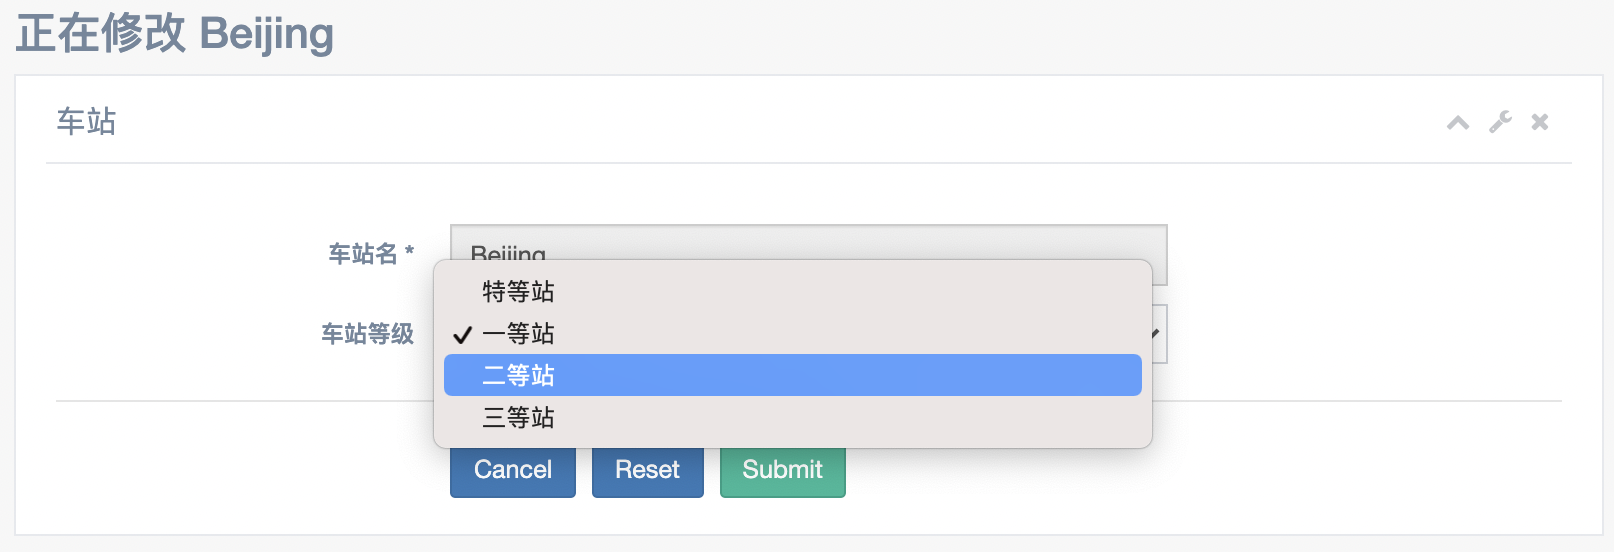 正在修改 Beijing
车站
车站名 *
Beijing
车站等级
特等站
一等站
二等站
三等站
Cancel
Reset
Submit